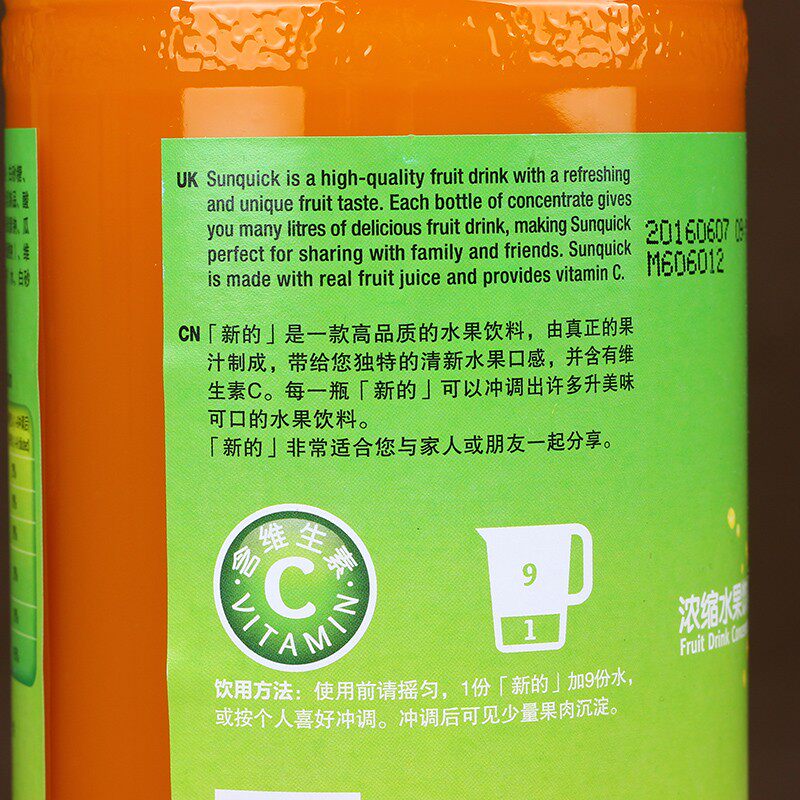 UK Sunquick is a high-quality fruit drink with a refreshing
and unique fruit taste. Each bottle of concentrate gives
you many litres of delicious fruit drink, making Sunquick
perfect for sharing with family and friends. Sunquick
is made with real fruit juice and provides vitamin C.
20160607
M606012
CN「新的」是一款高品质的水果饮料，由真正的果
汁制成，带给您独特的清新水果口感，并含有维
生素C。每一瓶「新的」可以冲调出许多升美味
可口的水果饮料。
「新的」非常适合您与家人或朋友一起分享。
含维生素
C
VITAMIN
9
1
浓缩水果
Fruit Drink
饮用方法：使用前请摇匀，1份「新的」加9份水，
或按个人喜好冲调。冲调后可见少量果肉沉淀。